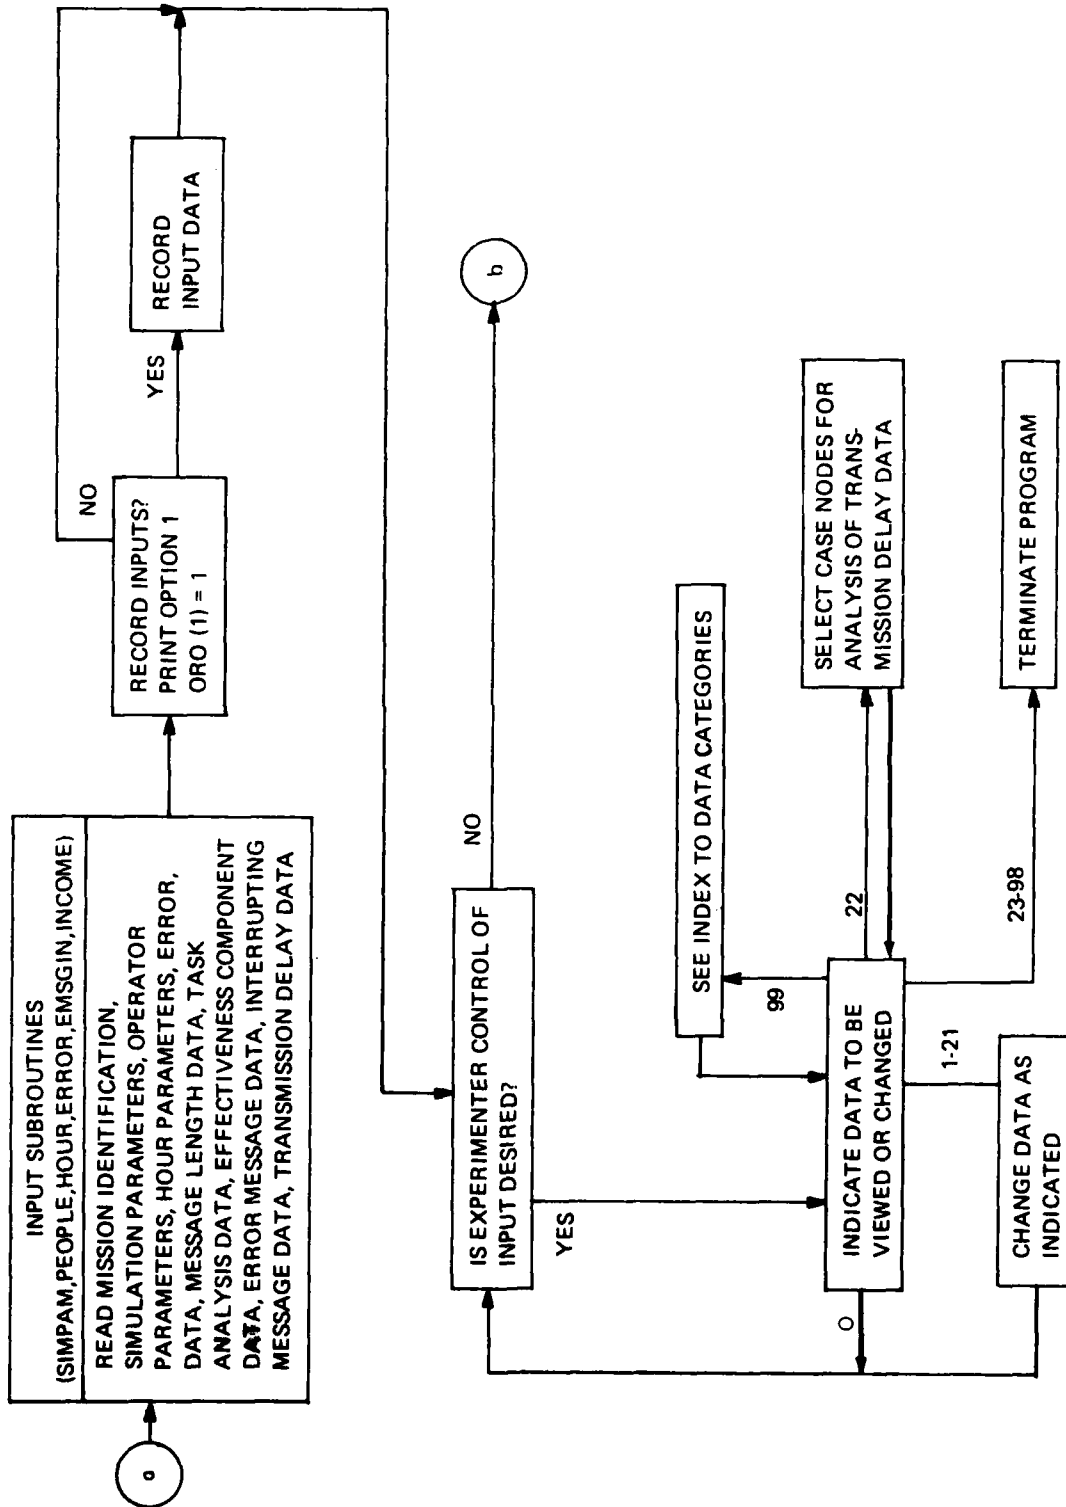 a
INPUT SUBROUTINES
(SIMPAM,PEOPLE,HOUR,ERROR,EMSGIN,INCOME)
READ MISSION IDENTIFICATION,
SIMULATION PARAMETERS, OPERATOR
PARAMETERS, HOUR PARAMETERS, ERROR,
DATA, MESSAGE LENGTH DATA, TASK
ANALYSIS DATA, EFFECTIVENESS COMPONENT
DATA, ERROR MESSAGE DATA, INTERRUPTING
MESSAGE DATA, TRANSMISSION DELAY DATA
RECORD INPUTS?
PRINT OPTION 1
ORO (1) = 1
NO
YES
RECORD
INPUT DATA
IS EXPERIMENTER CONTROL OF
INPUT DESIRED?
NO
b
YES
SEE INDEX TO DATA CATEGORIES
99
INDICATE DATA TO BE
VIEWED OR CHANGED
O
22
SELECT CASE NODES FOR
ANALYSIS OF TRANS-
MISSION DELAY DATA
23-98
TERMINATE PROGRAM
1-21
CHANGE DATA AS
INDICATED